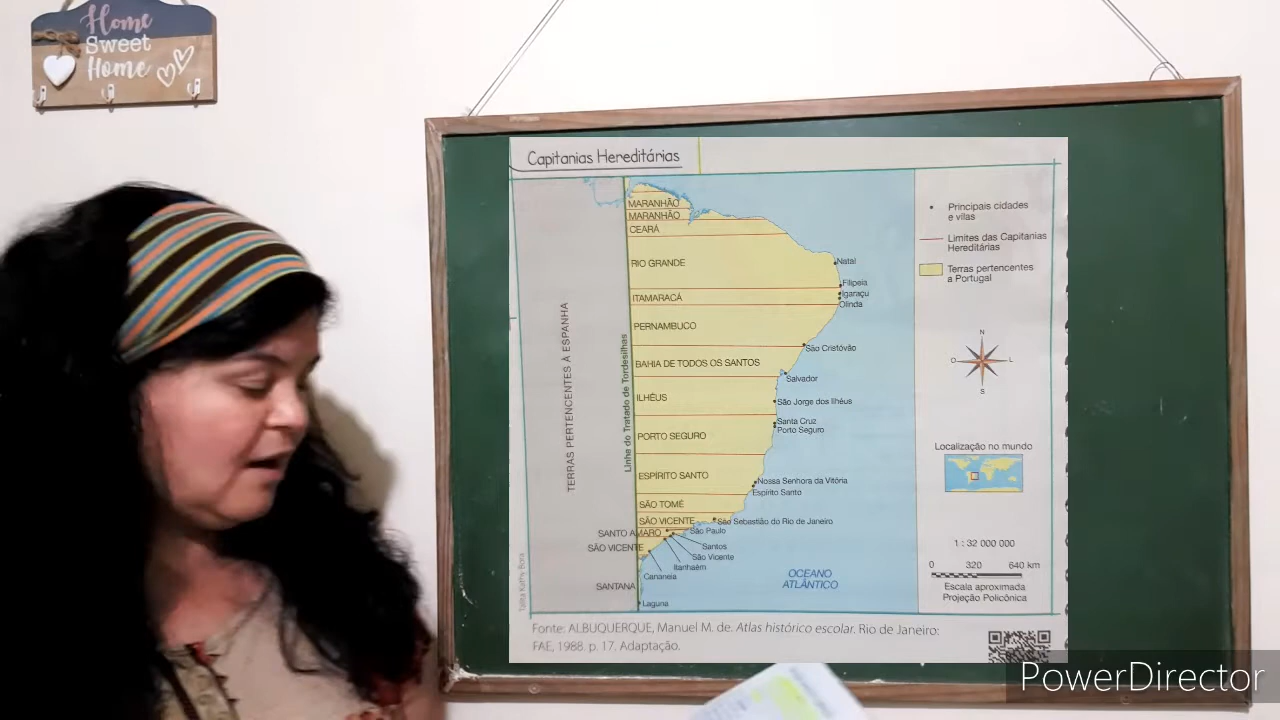 Home
Sweet
Home
Capitanias Hereditárias
MARANHÃO
MARANHÃO
CEARÁ
RIO GRANDE
ITAMARACÁ
PERNAMBUCO
BAHIA DE TODOS OS SANTOS
ILHÉUS
PORTO SEGURO
ESPÍRITO SANTO
SÃO TOMÉ
SÃO VICENTE
SANTO AMARO
SÃO VICENTE
SANTANA
TERRAS PERTENCENTES À ESPANHA
Linha do Tratado de Tordesilhas
Natal
Filipeia
Igaraçu
Olinda
São Cristóvão
Salvador
São Jorge dos Ilhéus
Santa Cruz
Porto Seguro
Nossa Senhora da Vitória
Espírito Santo
São Sebastião do Rio de Janeiro
São Paulo
Santos
São Vicente
Itanhaém
Cananeia
Laguna
OCEANO
ATLÂNTICO
Principais cidades
e vilas
Limites das Capitanias
Hereditárias
Terras pertencentes
a Portugal
N
O L
S
Localização no mundo
1 : 32 000 000
0 320 640 km
Escala aproximada
Projeção Policônica
Talita Kathy Bora
Fonte: ALBUQUERQUE, Manuel M. de. Atlas histórico escolar. Rio de Janeiro:
FAE, 1988. p. 17. Adaptação.
PowerDirector